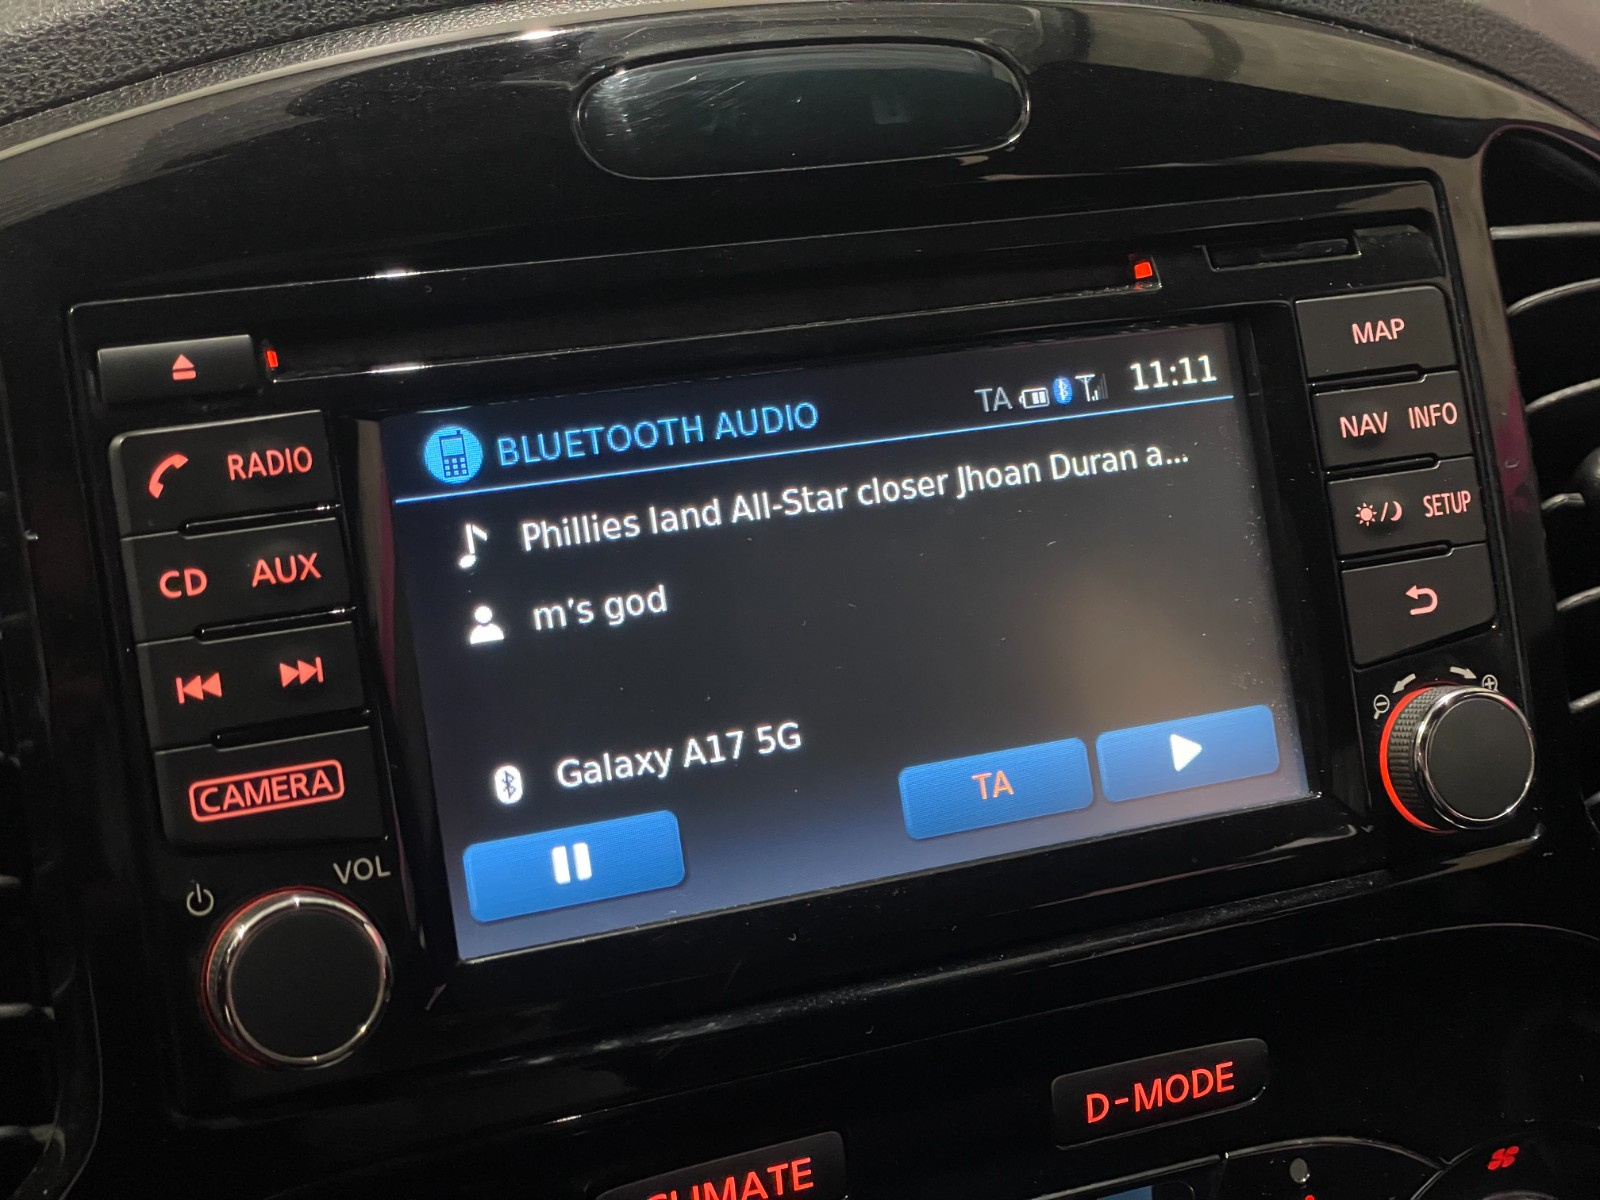 MAP
TA 11:11
BLUETOOTH AUDIO
NAV INFO
RADIO
Phillies land All-Star closer Jhoan Duran a...
SETUP
CD AUX
m's god
CAMERA
Galaxy A17 5G
TA
VOL
D-MODE